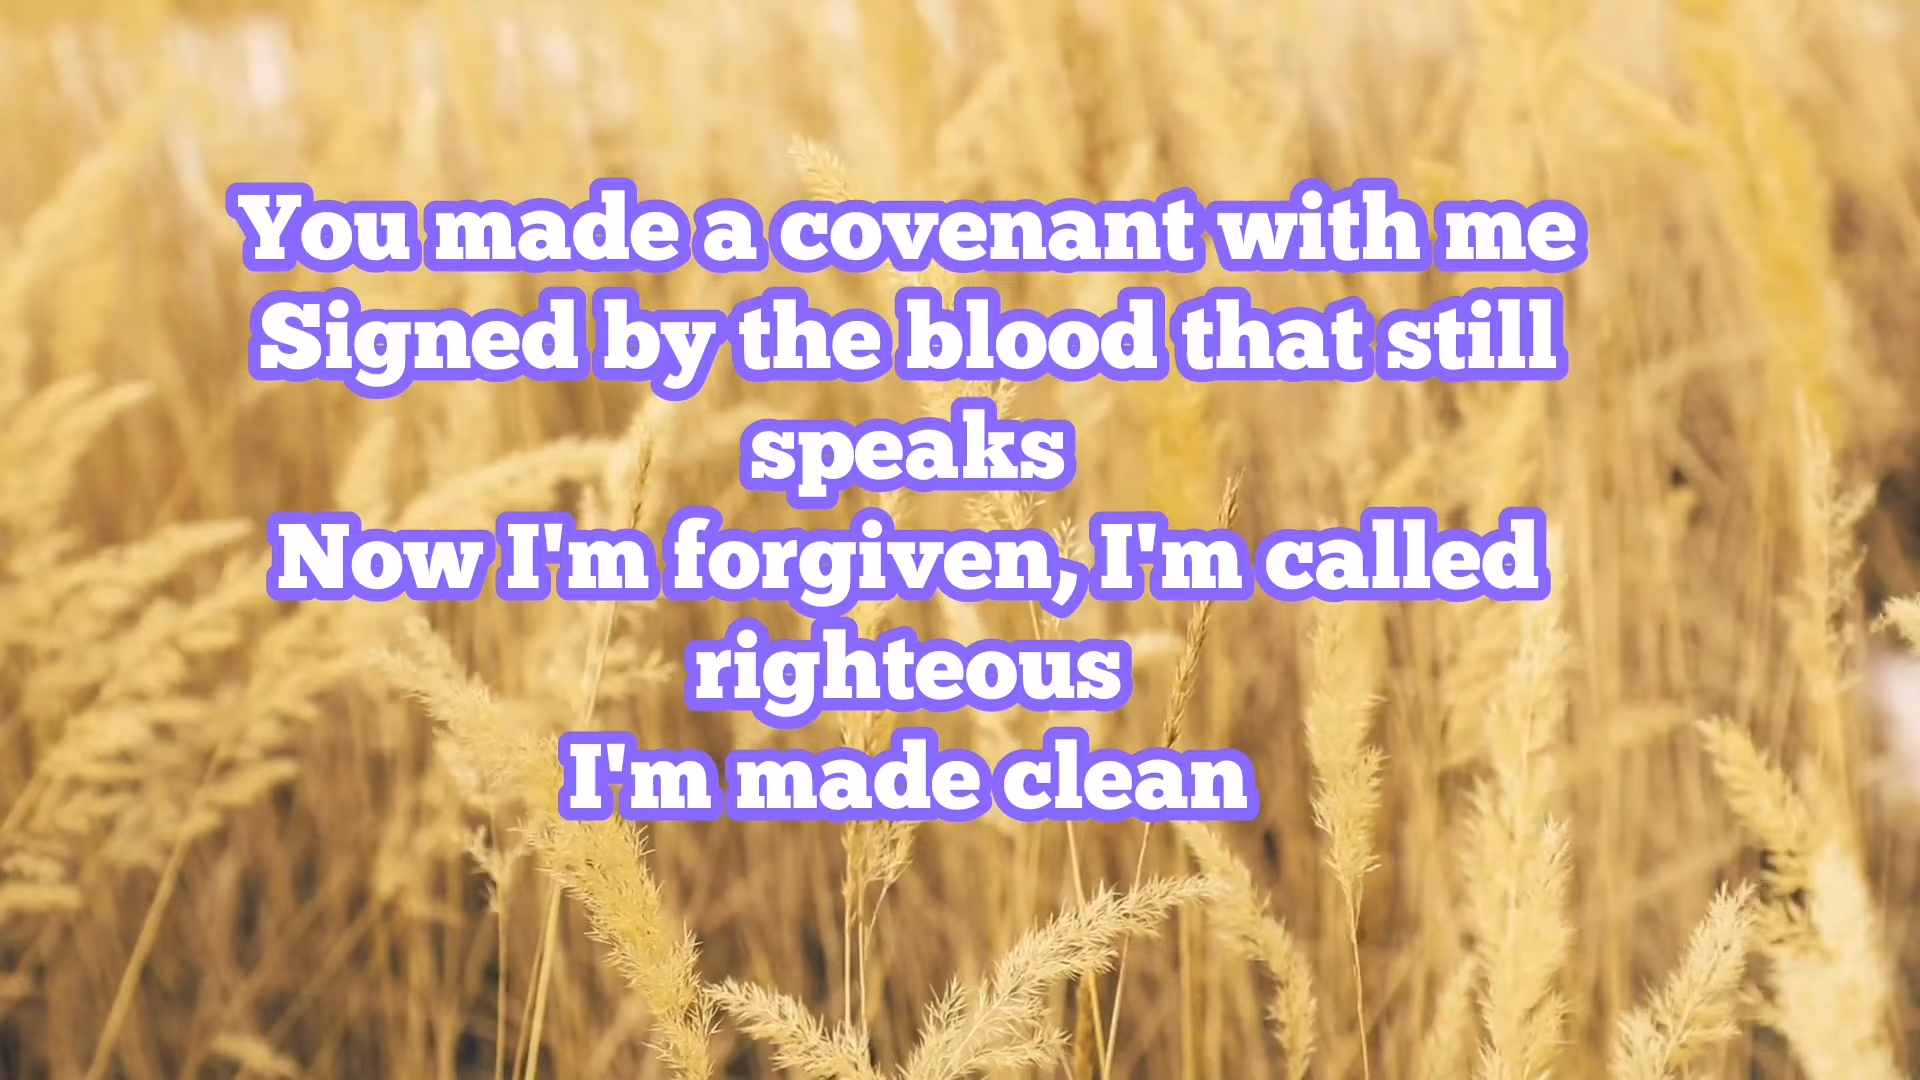 You made a covenant with me
Signed by the blood that still
speaks
Now I'm forgiven, I'm called
righteous
I'm made clean